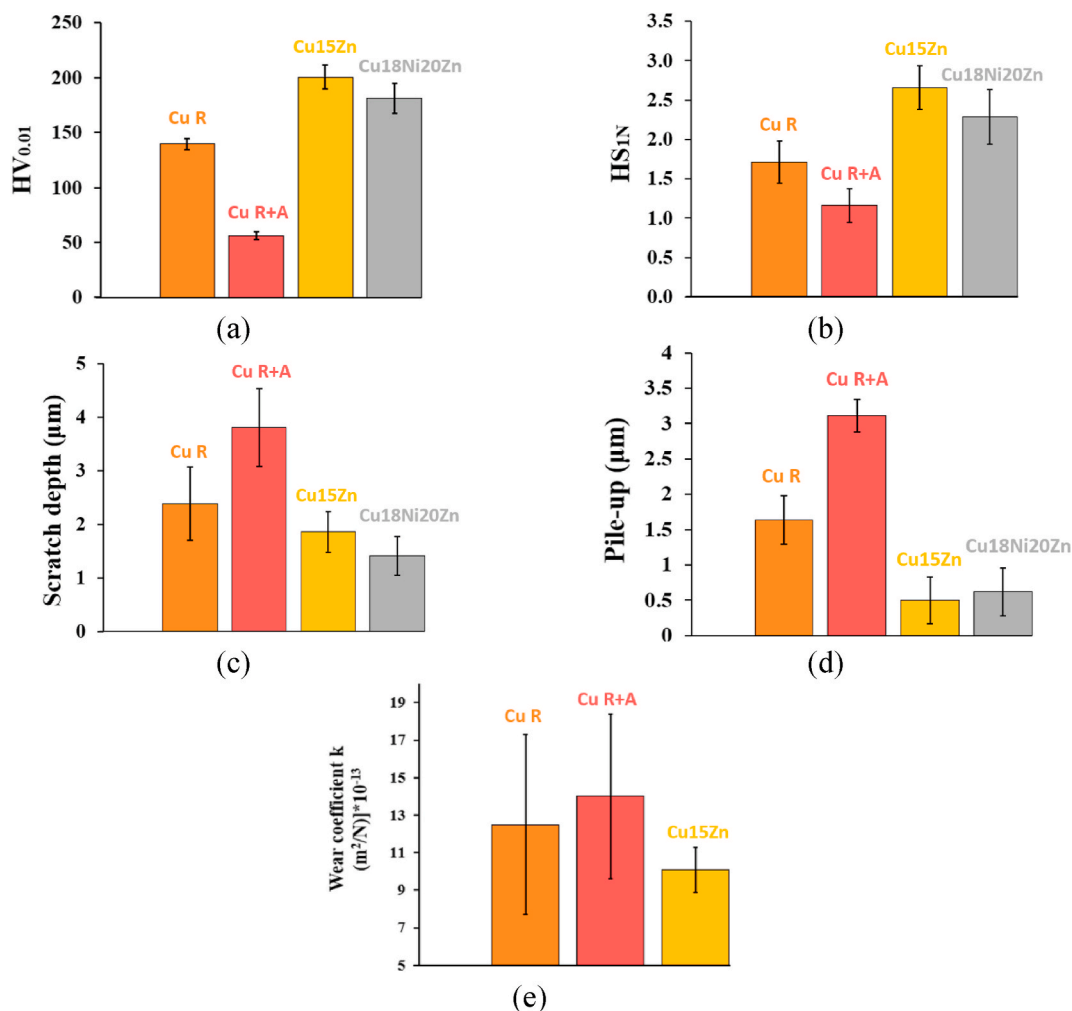 250
200
150
100
50
0
HV0.01
Cu R
Cu R+A
Cu15Zn
Cu18Ni20Zn
(a)
3.5
3.0
2.5
2.0
1.5
1.0
0.5
0.0
HS1N
Cu R
Cu R+A
Cu15Zn
Cu18Ni20Zn
(b)
5
4
3
2
1
0
Scratch depth (µm)
Cu R
Cu R+A
Cu15Zn
Cu18Ni20Zn
(c)
4
3.5
3
2.5
2
1.5
1
0.5
0
Pile-up (µm)
Cu R
Cu R+A
Cu15Zn
Cu18Ni20Zn
(d)
19
17
15
13
11
9
7
5
Wear coefficient k
(m²/N)]*10⁻¹³
Cu R
Cu R+A
Cu15Zn
(e)